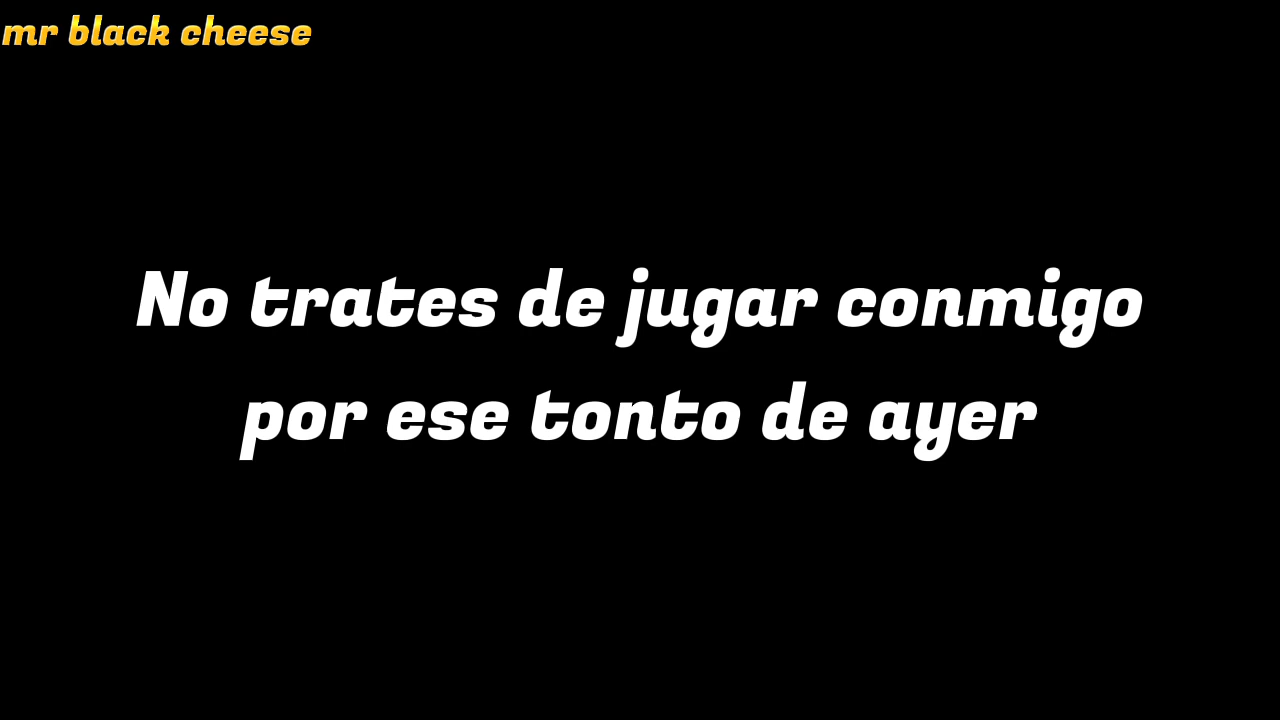 mr black cheese
No trates de jugar conmigo
por ese tonto de ayer